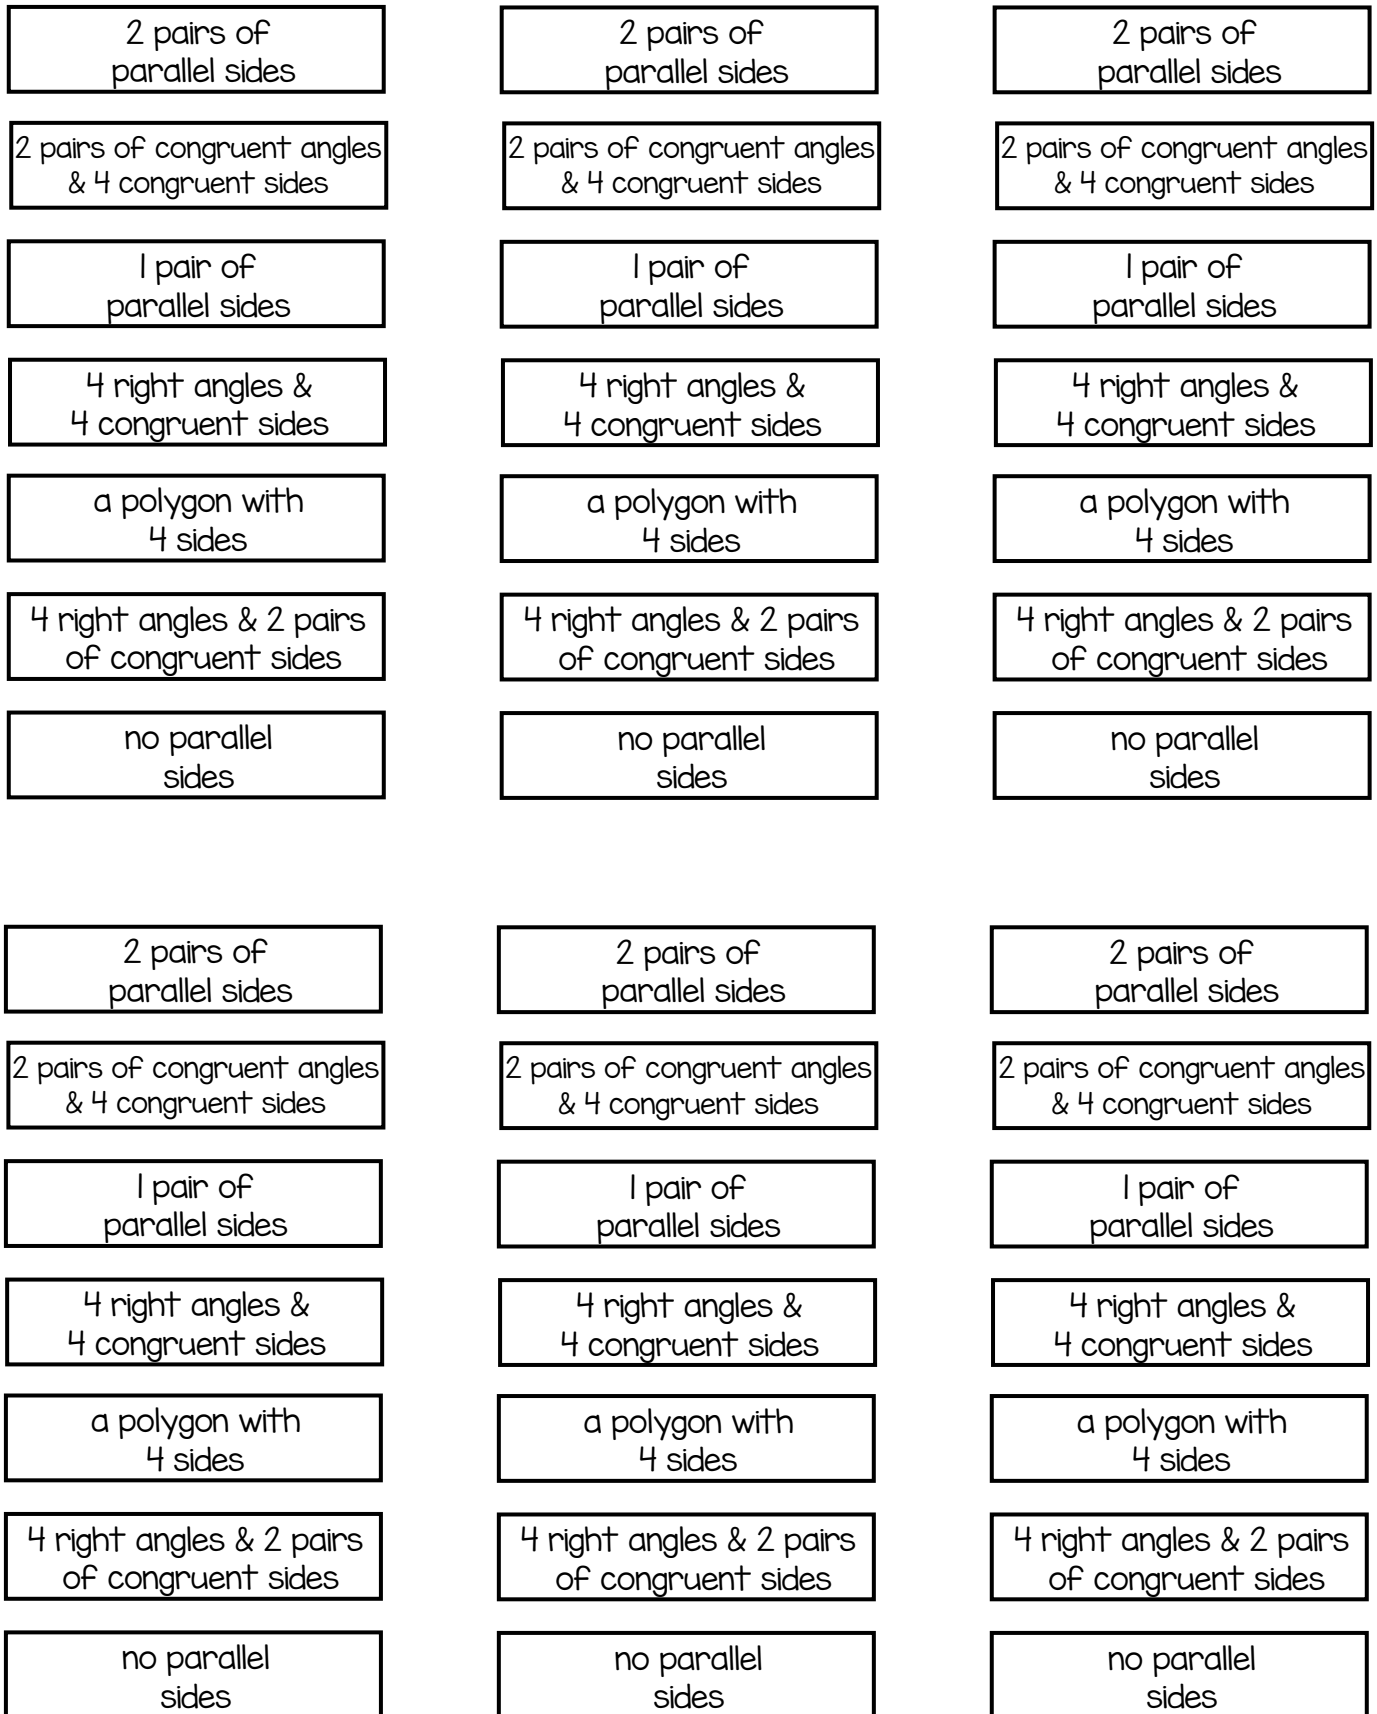 2 pairs of
parallel sides
2 pairs of congruent angles
& 4 congruent sides
1 pair of
parallel sides
4 right angles &
4 congruent sides
a polygon with
4 sides
4 right angles & 2 pairs
of congruent sides
no parallel
sides
2 pairs of
parallel sides
2 pairs of congruent angles
& 4 congruent sides
1 pair of
parallel sides
4 right angles &
4 congruent sides
a polygon with
4 sides
4 right angles & 2 pairs
of congruent sides
no parallel
sides
2 pairs of
parallel sides
2 pairs of congruent angles
& 4 congruent sides
1 pair of
parallel sides
4 right angles &
4 congruent sides
a polygon with
4 sides
4 right angles & 2 pairs
of congruent sides
no parallel
sides
2 pairs of
parallel sides
2 pairs of congruent angles
& 4 congruent sides
1 pair of
parallel sides
4 right angles &
4 congruent sides
a polygon with
4 sides
4 right angles & 2 pairs
of congruent sides
no parallel
sides
2 pairs of
parallel sides
2 pairs of congruent angles
& 4 congruent sides
1 pair of
parallel sides
4 right angles &
4 congruent sides
a polygon with
4 sides
4 right angles & 2 pairs
of congruent sides
no parallel
sides
2 pairs of
parallel sides
2 pairs of congruent angles
& 4 congruent sides
1 pair of
parallel sides
4 right angles &
4 congruent sides
a polygon with
4 sides
4 right angles & 2 pairs
of congruent sides
no parallel
sides